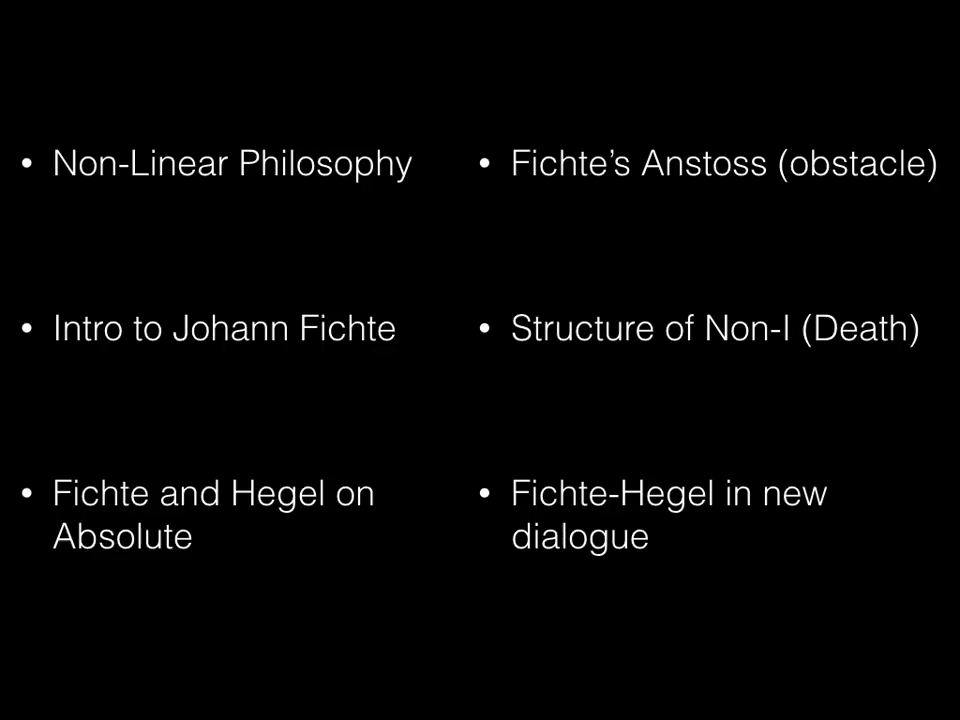 • Non-Linear Philosophy
• Intro to Johann Fichte
• Fichte and Hegel on
Absolute
• Fichte’s Anstoss (obstacle)
• Structure of Non-I (Death)
• Fichte-Hegel in new
dialogue